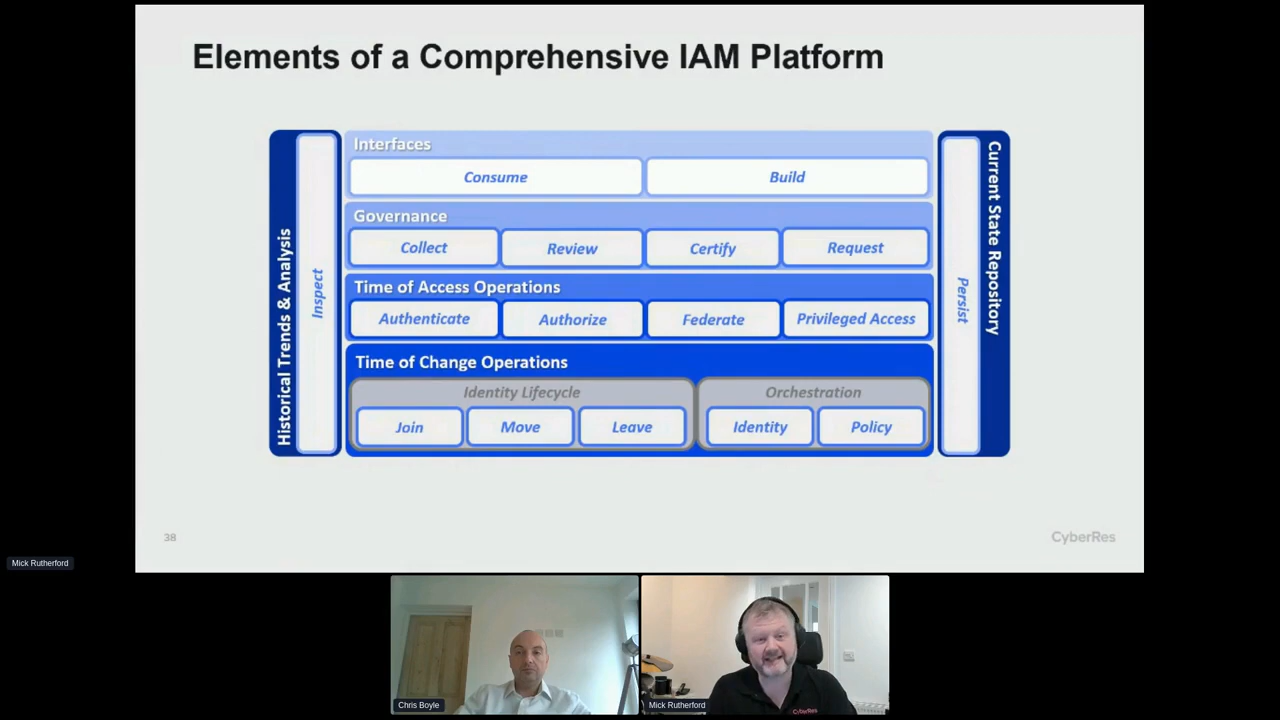 Elements of a Comprehensive IAM Platform
Historical Trends & Analysis
Inspect
Interfaces
Consume
Build
Governance
Collect
Review
Certify
Request
Time of Access Operations
Authenticate
Authorize
Federate
Privileged Access
Time of Change Operations
Identity Lifecycle
Join
Move
Leave
Orchestration
Identity
Policy
Persist
Current State Repository
38
CyberRes
Mick Rutherford
Chris Boyle
Mick Rutherford
CyberRes